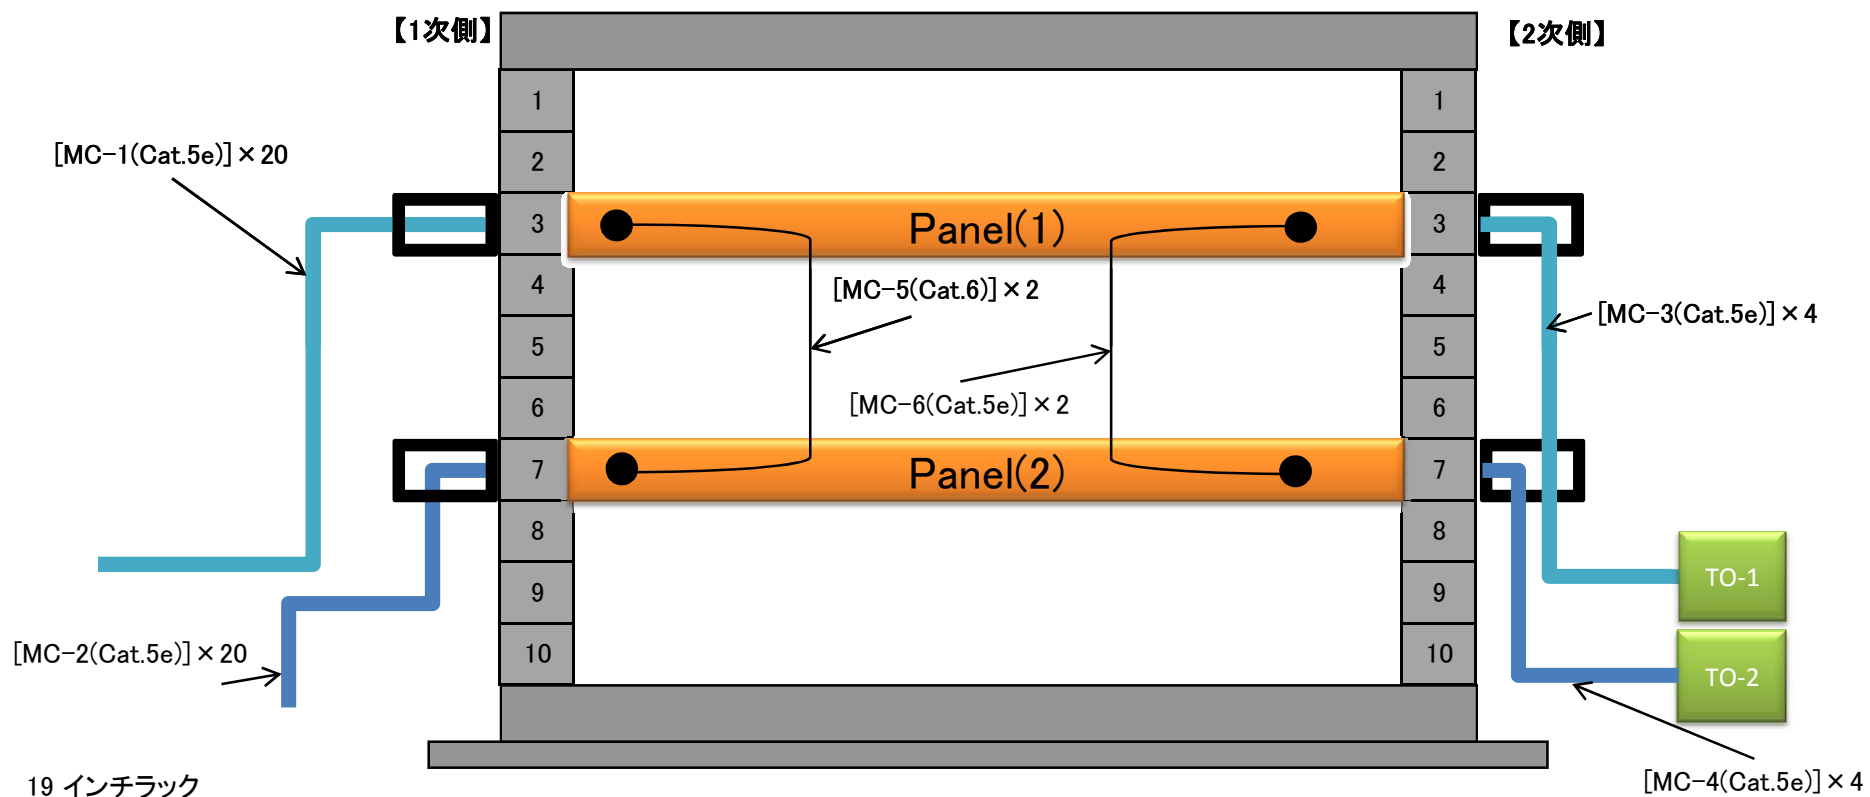 【1次側】
【2次側】
1
1
2
2
[MC-1(Cat.5e)]×20
3
Panel(1)
3
4
[MC-5(Cat.6)]×2
4
[MC-3(Cat.5e)]×4
5
5
6
[MC-6(Cat.5e)]×2
6
7
Panel(2)
7
8
8
9
9
TO-1
10
10
[MC-2(Cat.5e)]×20
TO-2
19 インチラック
[MC-4(Cat.5e)]×4